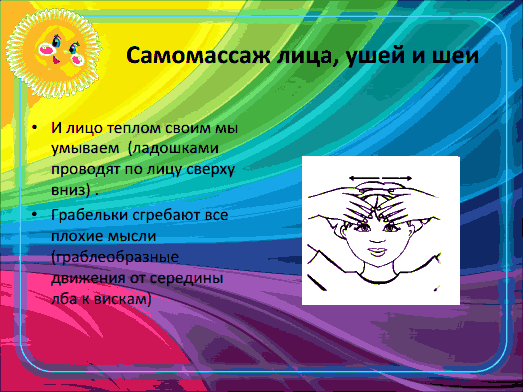 Самомассаж лица, ушей и шеи
• И лицо теплом своим мы
умываем (ладошками
проводят по лицу сверху
вниз) .
• Грабельки сгребают все
плохие мысли
(граблеобразные
движения от середины
лба к вискам)